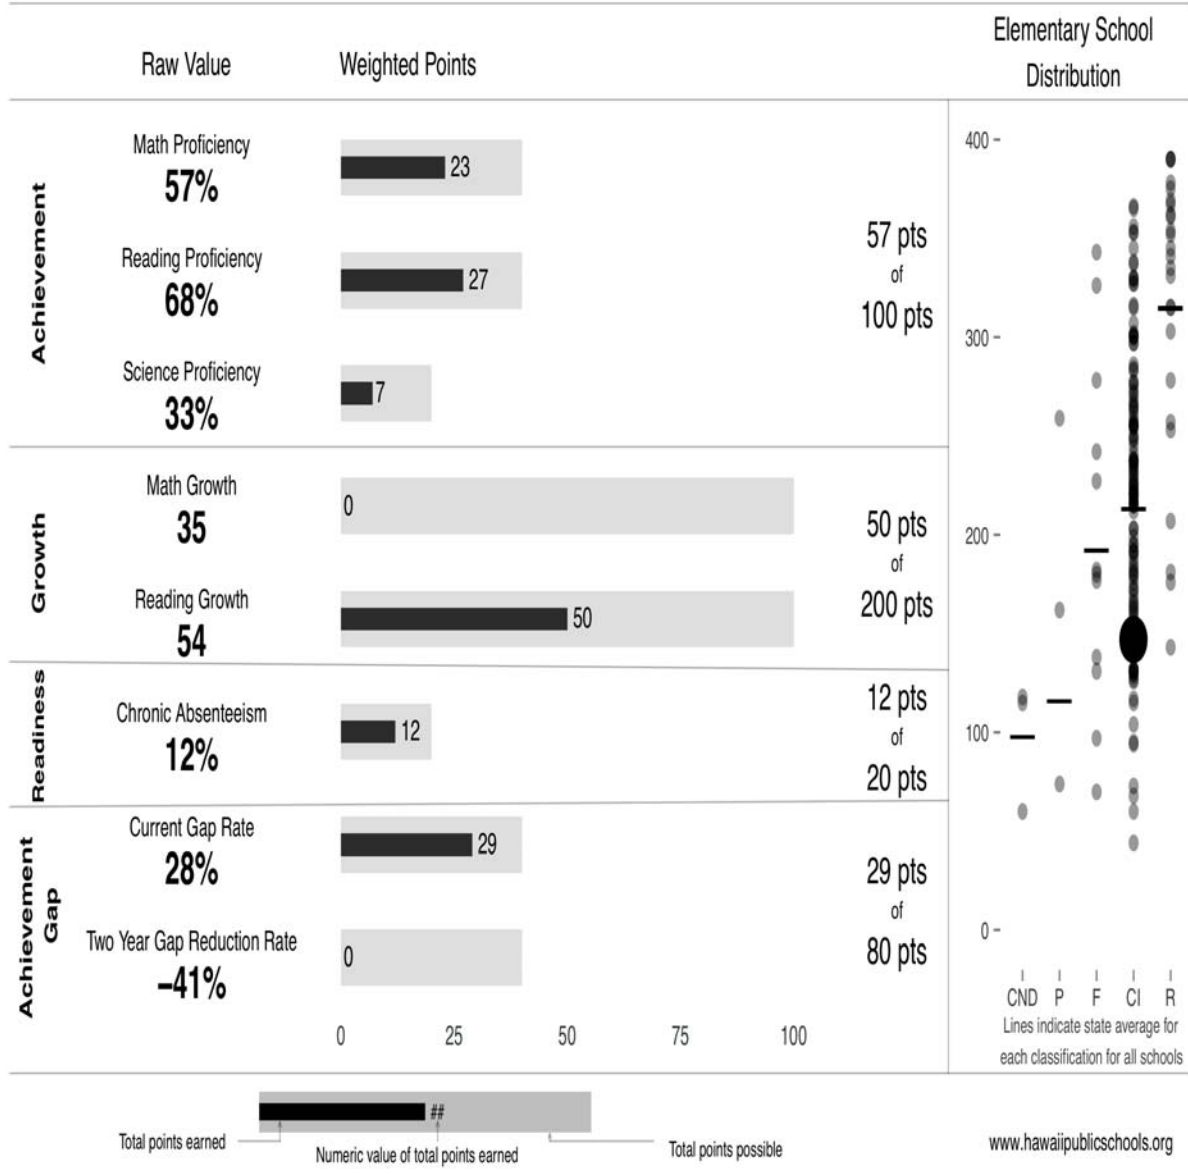 Raw Value
Weighted Points
Elementary School
Distribution
Achievement
Math Proficiency
57%
23
Reading Proficiency
68%
27
Science Proficiency
33%
7
57 pts
of
100 pts
Growth
Math Growth
35
0
Reading Growth
54
50
50 pts
of
200 pts
Readiness
Chronic Absenteeism
12%
12
12 pts
of
20 pts
Achievement
Gap
Current Gap Rate
28%
29
Two Year Gap Reduction Rate
–41%
0
29 pts
of
80 pts
0 25 50 75 100
400
300
200
100
0
CND P F CI R
Lines indicate state average for
each classification for all schools
##
Total points earned
Numeric value of total points earned
Total points possible
www.hawaiipublicschools.org